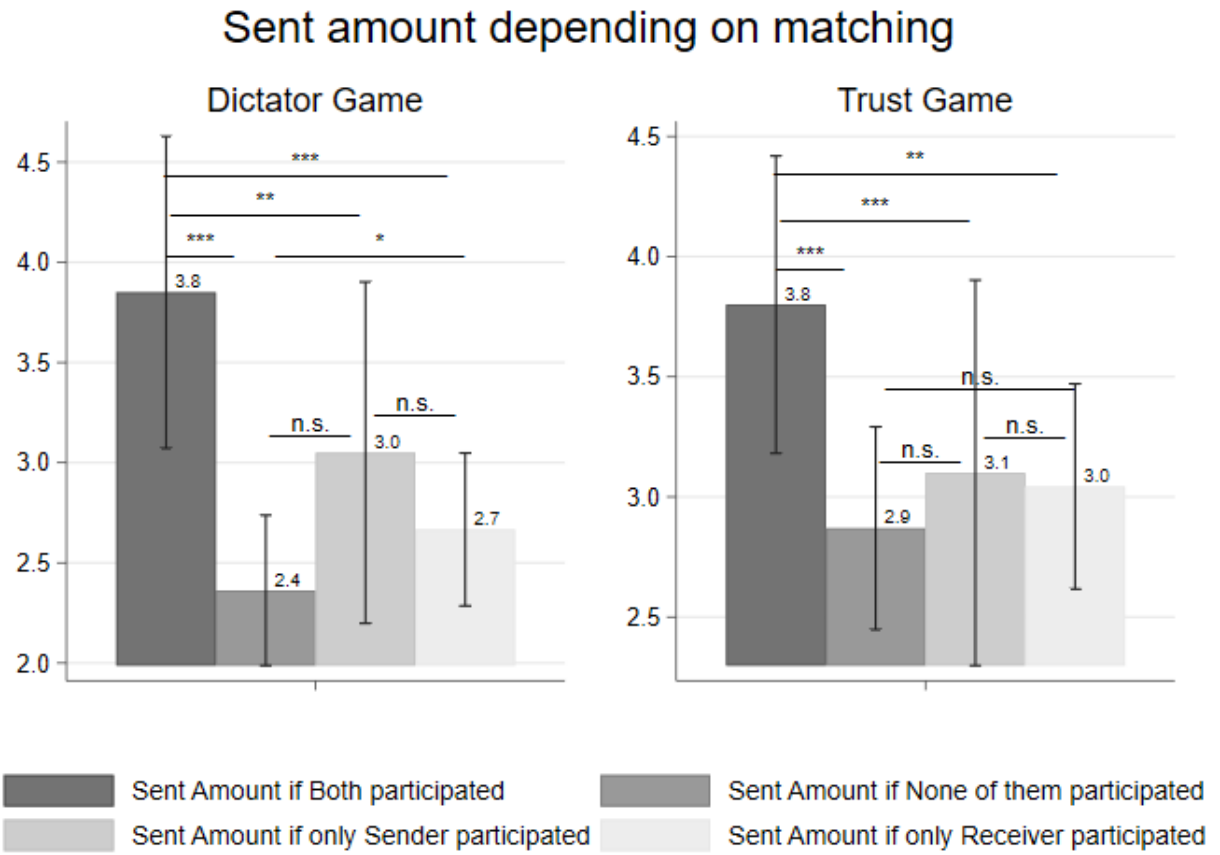 Sent amount depending on matching
Dictator Game
4.5
***
**
***
*
4.0
3.8
3.5
n.s.
n.s.
3.0
3.0
2.7
2.5
2.4
2.0
Trust Game
4.5
**
***
***
4.0
3.8
3.5
n.s.
n.s.
n.s.
3.1
3.0
3.0
2.9
2.5
Sent Amount if Both participated
Sent Amount if None of them participated
Sent Amount if only Sender participated
Sent Amount if only Receiver participated